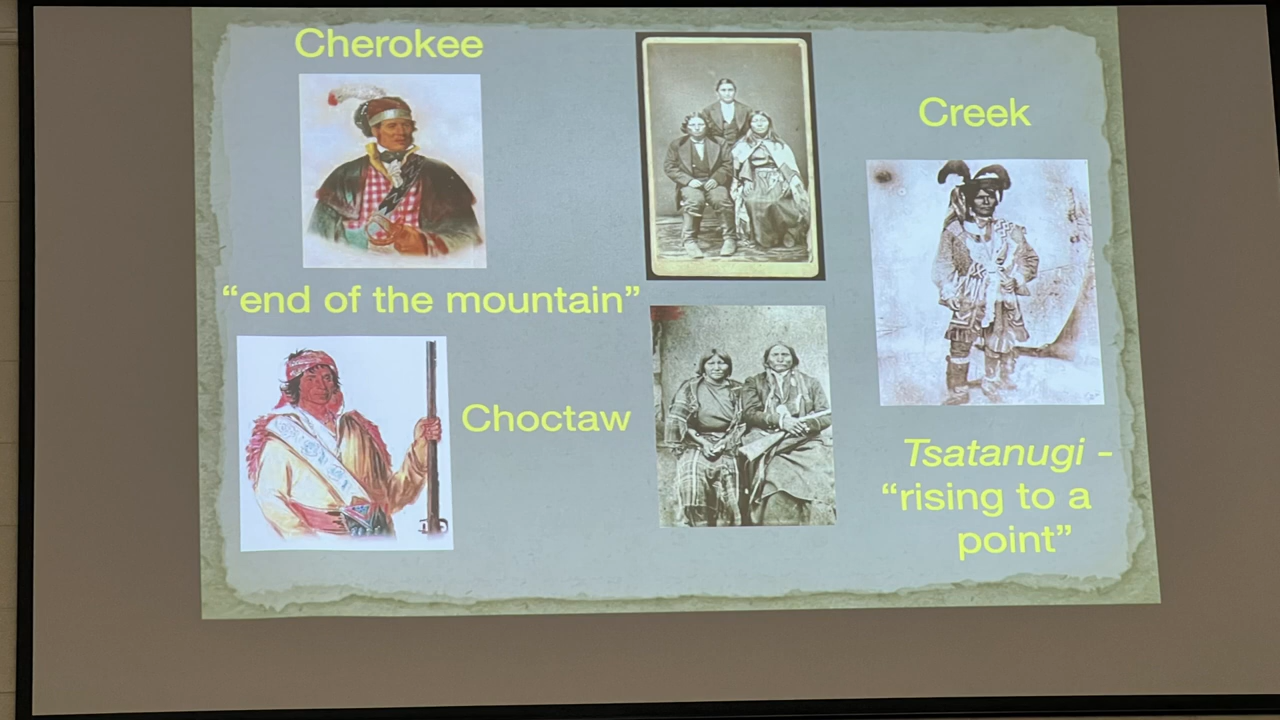 Cherokee
Creek
“end of the mountain”
Choctaw
Tsatanugi -
“rising to a
point”